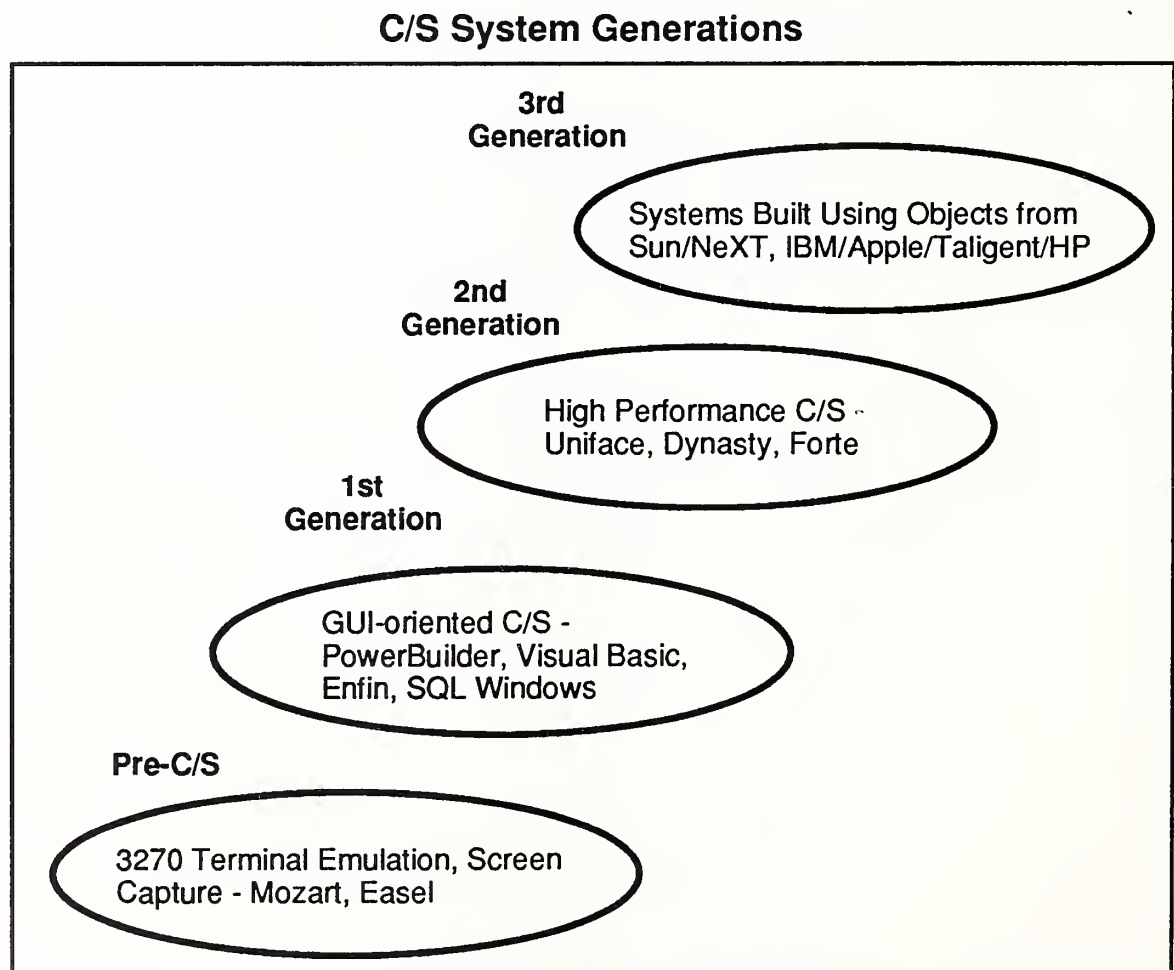 C/S System Generations
3rd
Generation
Systems Built Using Objects from
Sun/NeXT, IBM/Apple/Taligent/HP
2nd
Generation
High Performance C/S -
Uniface, Dynasty, Forte
1st
Generation
GUI-oriented C/S -
PowerBuilder, Visual Basic,
Enfin, SQL Windows
Pre-C/S
3270 Terminal Emulation, Screen
Capture - Mozart, Easel